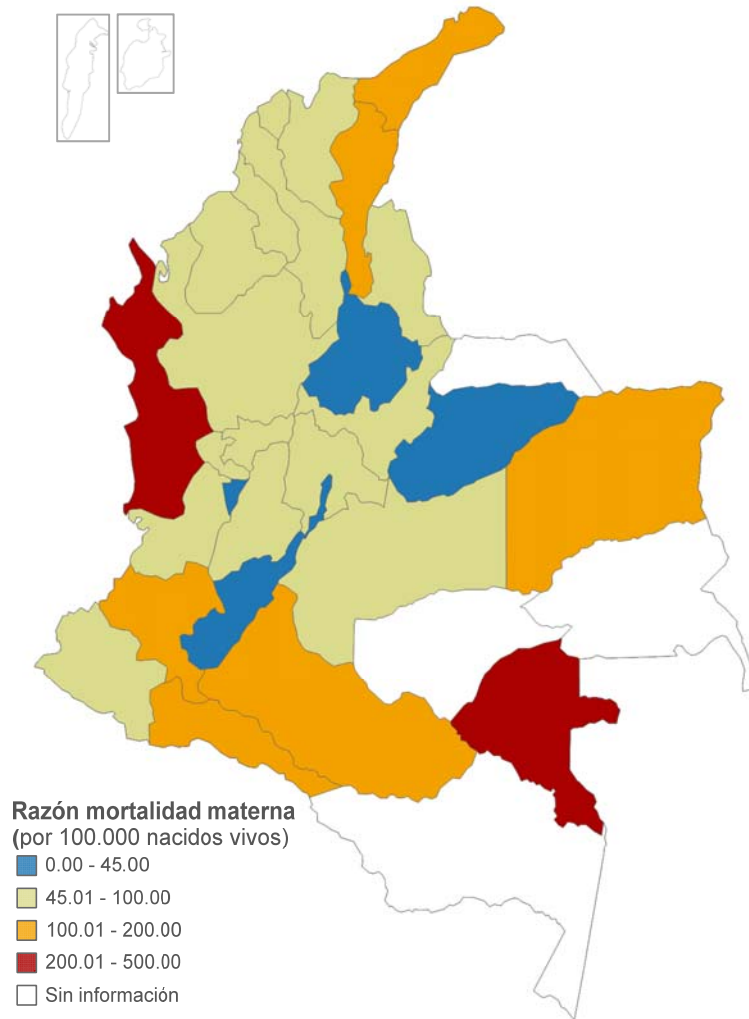 Razón mortalidad materna
(por 100.000 nacidos vivos)
0.00 - 45.00
45.01 - 100.00
100.01 - 200.00
200.01 - 500.00
Sin información